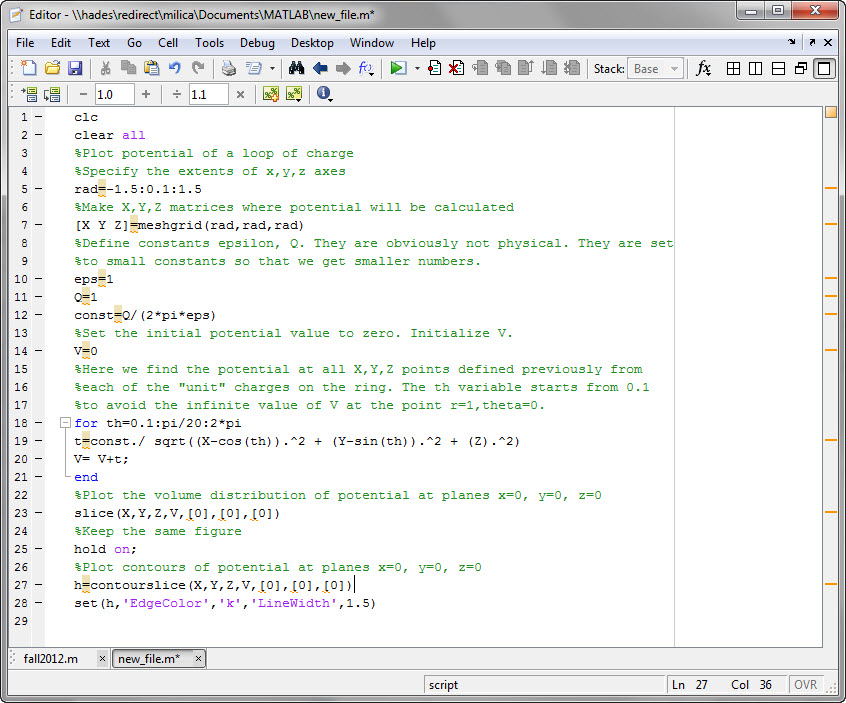 Editor - \\hades\redirect\milica\Documents\MATLAB\new_file.m*
File Edit Text Go Cell Tools Debug Desktop Window Help
Stack: Base fx
− 1.0 + ÷ 1.1 ×
1 − clc
2 − clear all
3 %Plot potential of a loop of charge
4 %Specify the extents of x,y,z axes
5 − rad=-1.5:0.1:1.5
6 %Make X,Y,Z matrices where potential will be calculated
7 − [X Y Z]=meshgrid(rad,rad,rad)
8 %Define constants epsilon, Q. They are obviously not physical. They are set
9 %to small constants so that we get smaller numbers.
10 − eps=1
11 − Q=1
12 − const=Q/(2*pi*eps)
13 %Set the initial potential value to zero. Initialize V.
14 − V=0
15 %Here we find the potential at all X,Y,Z points defined previously from
16 %each of the "unit" charges on the ring. The th variable starts from 0.1
17 %to avoid the infinite value of V at the point r=1,theta=0.
18 − for th=0.1:pi/20:2*pi
19 − t=const./ sqrt((X-cos(th)).^2 + (Y-sin(th)).^2 + (Z).^2)
20 − V= V+t;
21 − end
22 %Plot the volume distribution of potential at planes x=0, y=0, z=0
23 − slice(X,Y,Z,V,[0],[0],[0])
24 %Keep the same figure
25 − hold on;
26 %Plot contours of potential at planes x=0, y=0, z=0
27 − h=contourslice(X,Y,Z,V,[0],[0],[0])
28 − set(h,'EdgeColor','k','LineWidth',1.5)
29
fall2012.m × new_file.m* ×
script Ln 27 Col 36 OVR